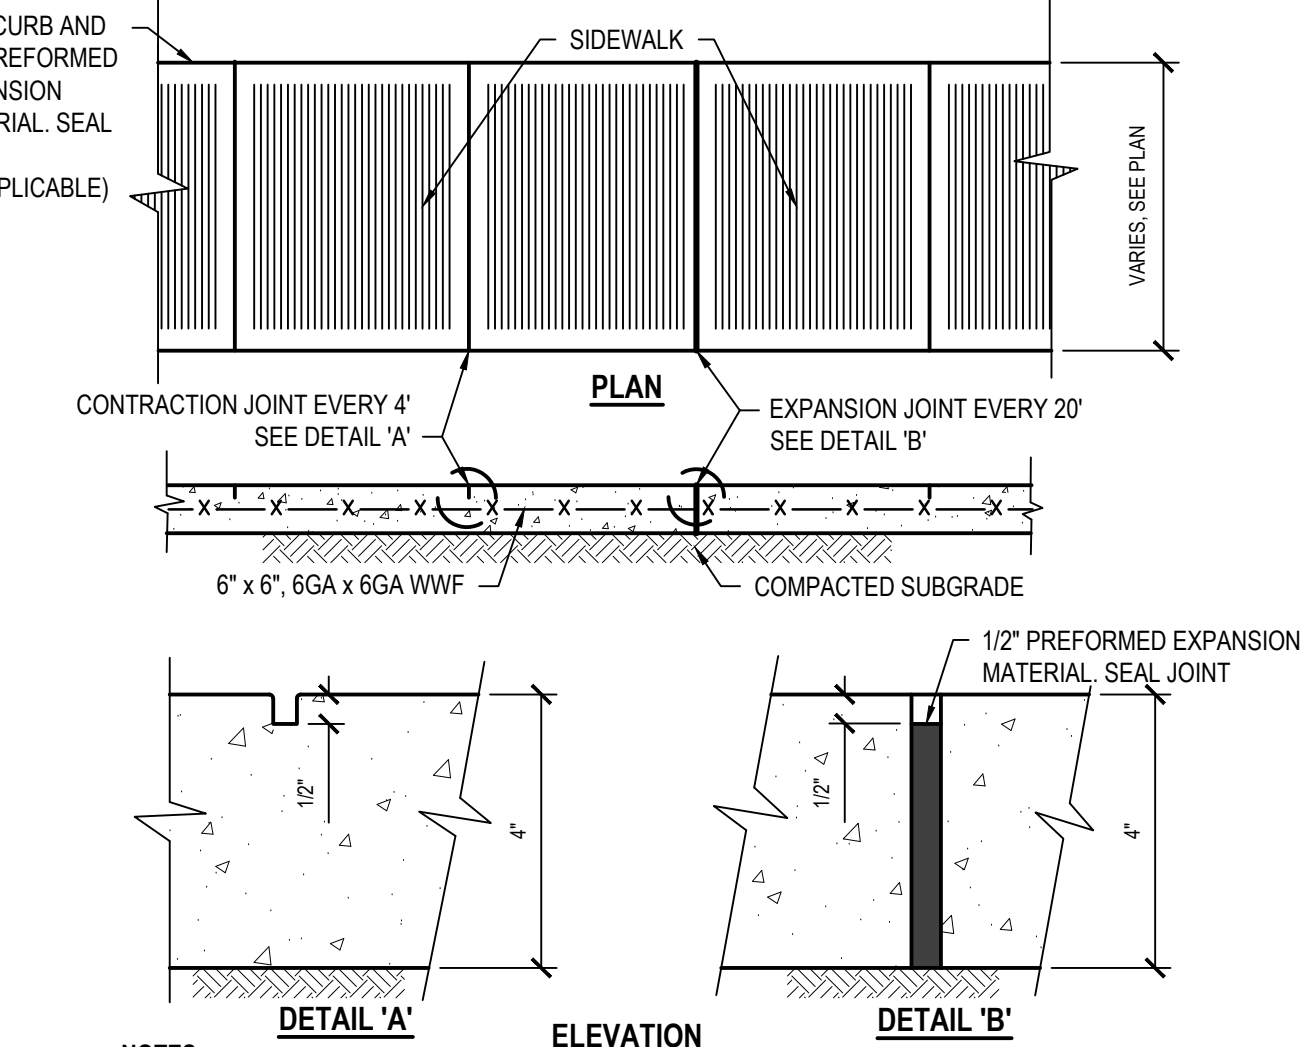 CURB AND
REFORMED
NSION
RIAL. SEAL
PLICABLE)
SIDEWALK
VARIES, SEE PLAN
PLAN
CONTRACTION JOINT EVERY 4'
SEE DETAIL 'A'
EXPANSION JOINT EVERY 20'
SEE DETAIL 'B'
6" x 6", 6GA x 6GA WWF
COMPACTED SUBGRADE
1/2" PREFORMED EXPANSION
MATERIAL. SEAL JOINT
1/2"
4"
1/2"
4"
DETAIL 'A'
ELEVATION
DETAIL 'B'
NOTES